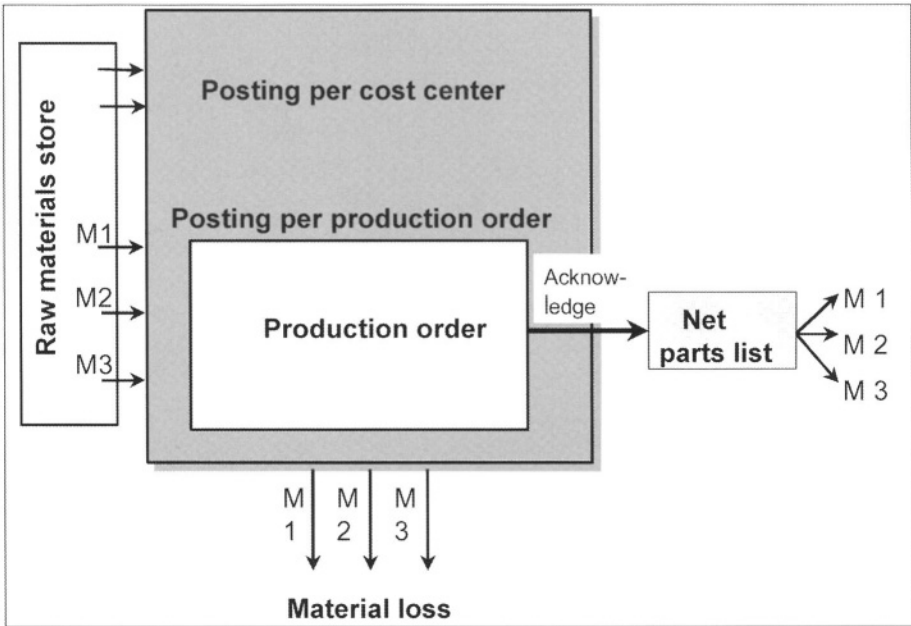 Raw materials store
Posting per cost center
Posting per production order
M1
M2
M3
Production order
Acknow-
ledge
Net
parts list
M 1
M 2
M 3
M
1
M
2
M
3
Material loss